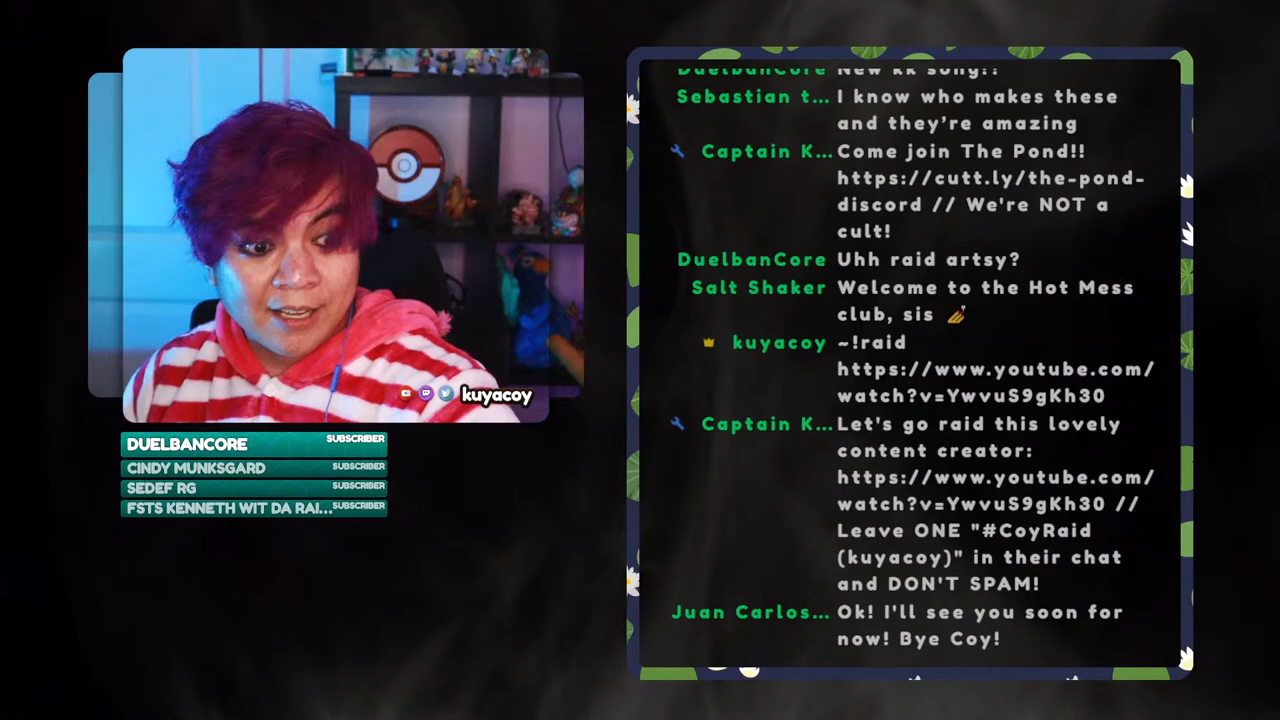 kuyacoy
DUELBANCORE SUBSCRIBER
CINDY MUNKSGARD SUBSCRIBER
SEDEF RG SUBSCRIBER
FSTS KENNETH WIT DA RAI... SUBSCRIBER
DuelbanCore New kk song!!
Sebastian t... I know who makes these
and they're amazing
Captain K... Come join The Pond!!
https://cutt.ly/the-pond-
discord // We're NOT a
cult!
DuelbanCore Uhh raid artsy?
Salt Shaker Welcome to the Hot Mess
club, sis 💅
kuyacoy ~!raid
https://www.youtube.com/
watch?v=YwvuS9gKh30
Captain K... Let's go raid this lovely
content creator:
https://www.youtube.com/
watch?v=YwvuS9gKh30 //
Leave ONE "#CoyRaid
(kuyacoy)" in their chat
and DON'T SPAM!
Juan Carlos... Ok! I'll see you soon for
now! Bye Coy!